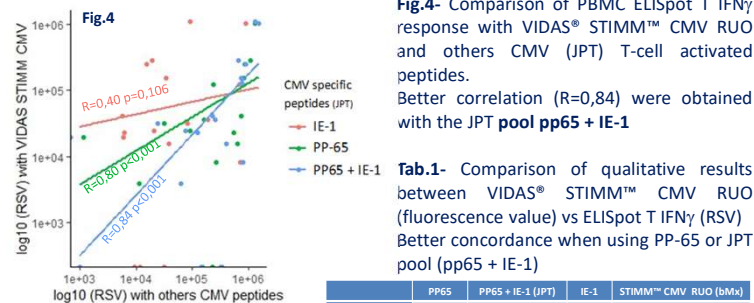 Fig.4
1e+06
1e+05
1e+04
1e+03
log10 (RSV) with VIDAS STIMM CMV
R=0,40 p=0,106
R=0,80 p<0,001
R=0,84 p<0,001
1e+03 1e+04 1e+05 1e+06
log10 (RSV) with others CMV peptides
CMV specific
peptides (JPT)
IE-1
PP-65
PP65 + IE-1
Fig.4- Comparison of PBMC ELISpot T IFNγ
response with VIDAS® STIMM™ CMV RUO
and others CMV (JPT) T-cell activated
peptides.
Better correlation (R=0,84) were obtained
with the JPT pool pp65 + IE-1
Tab.1- Comparison of qualitative results
between VIDAS® STIMM™ CMV RUO
(fluorescence value) vs ELISpot T IFNγ (RSV)
Better concordance when using PP-65 or JPT
pool (pp65 + IE-1)
PP65 PP65 + IE-1 (JPT) IE-1 STIMM™ CMV RUO (bMx)